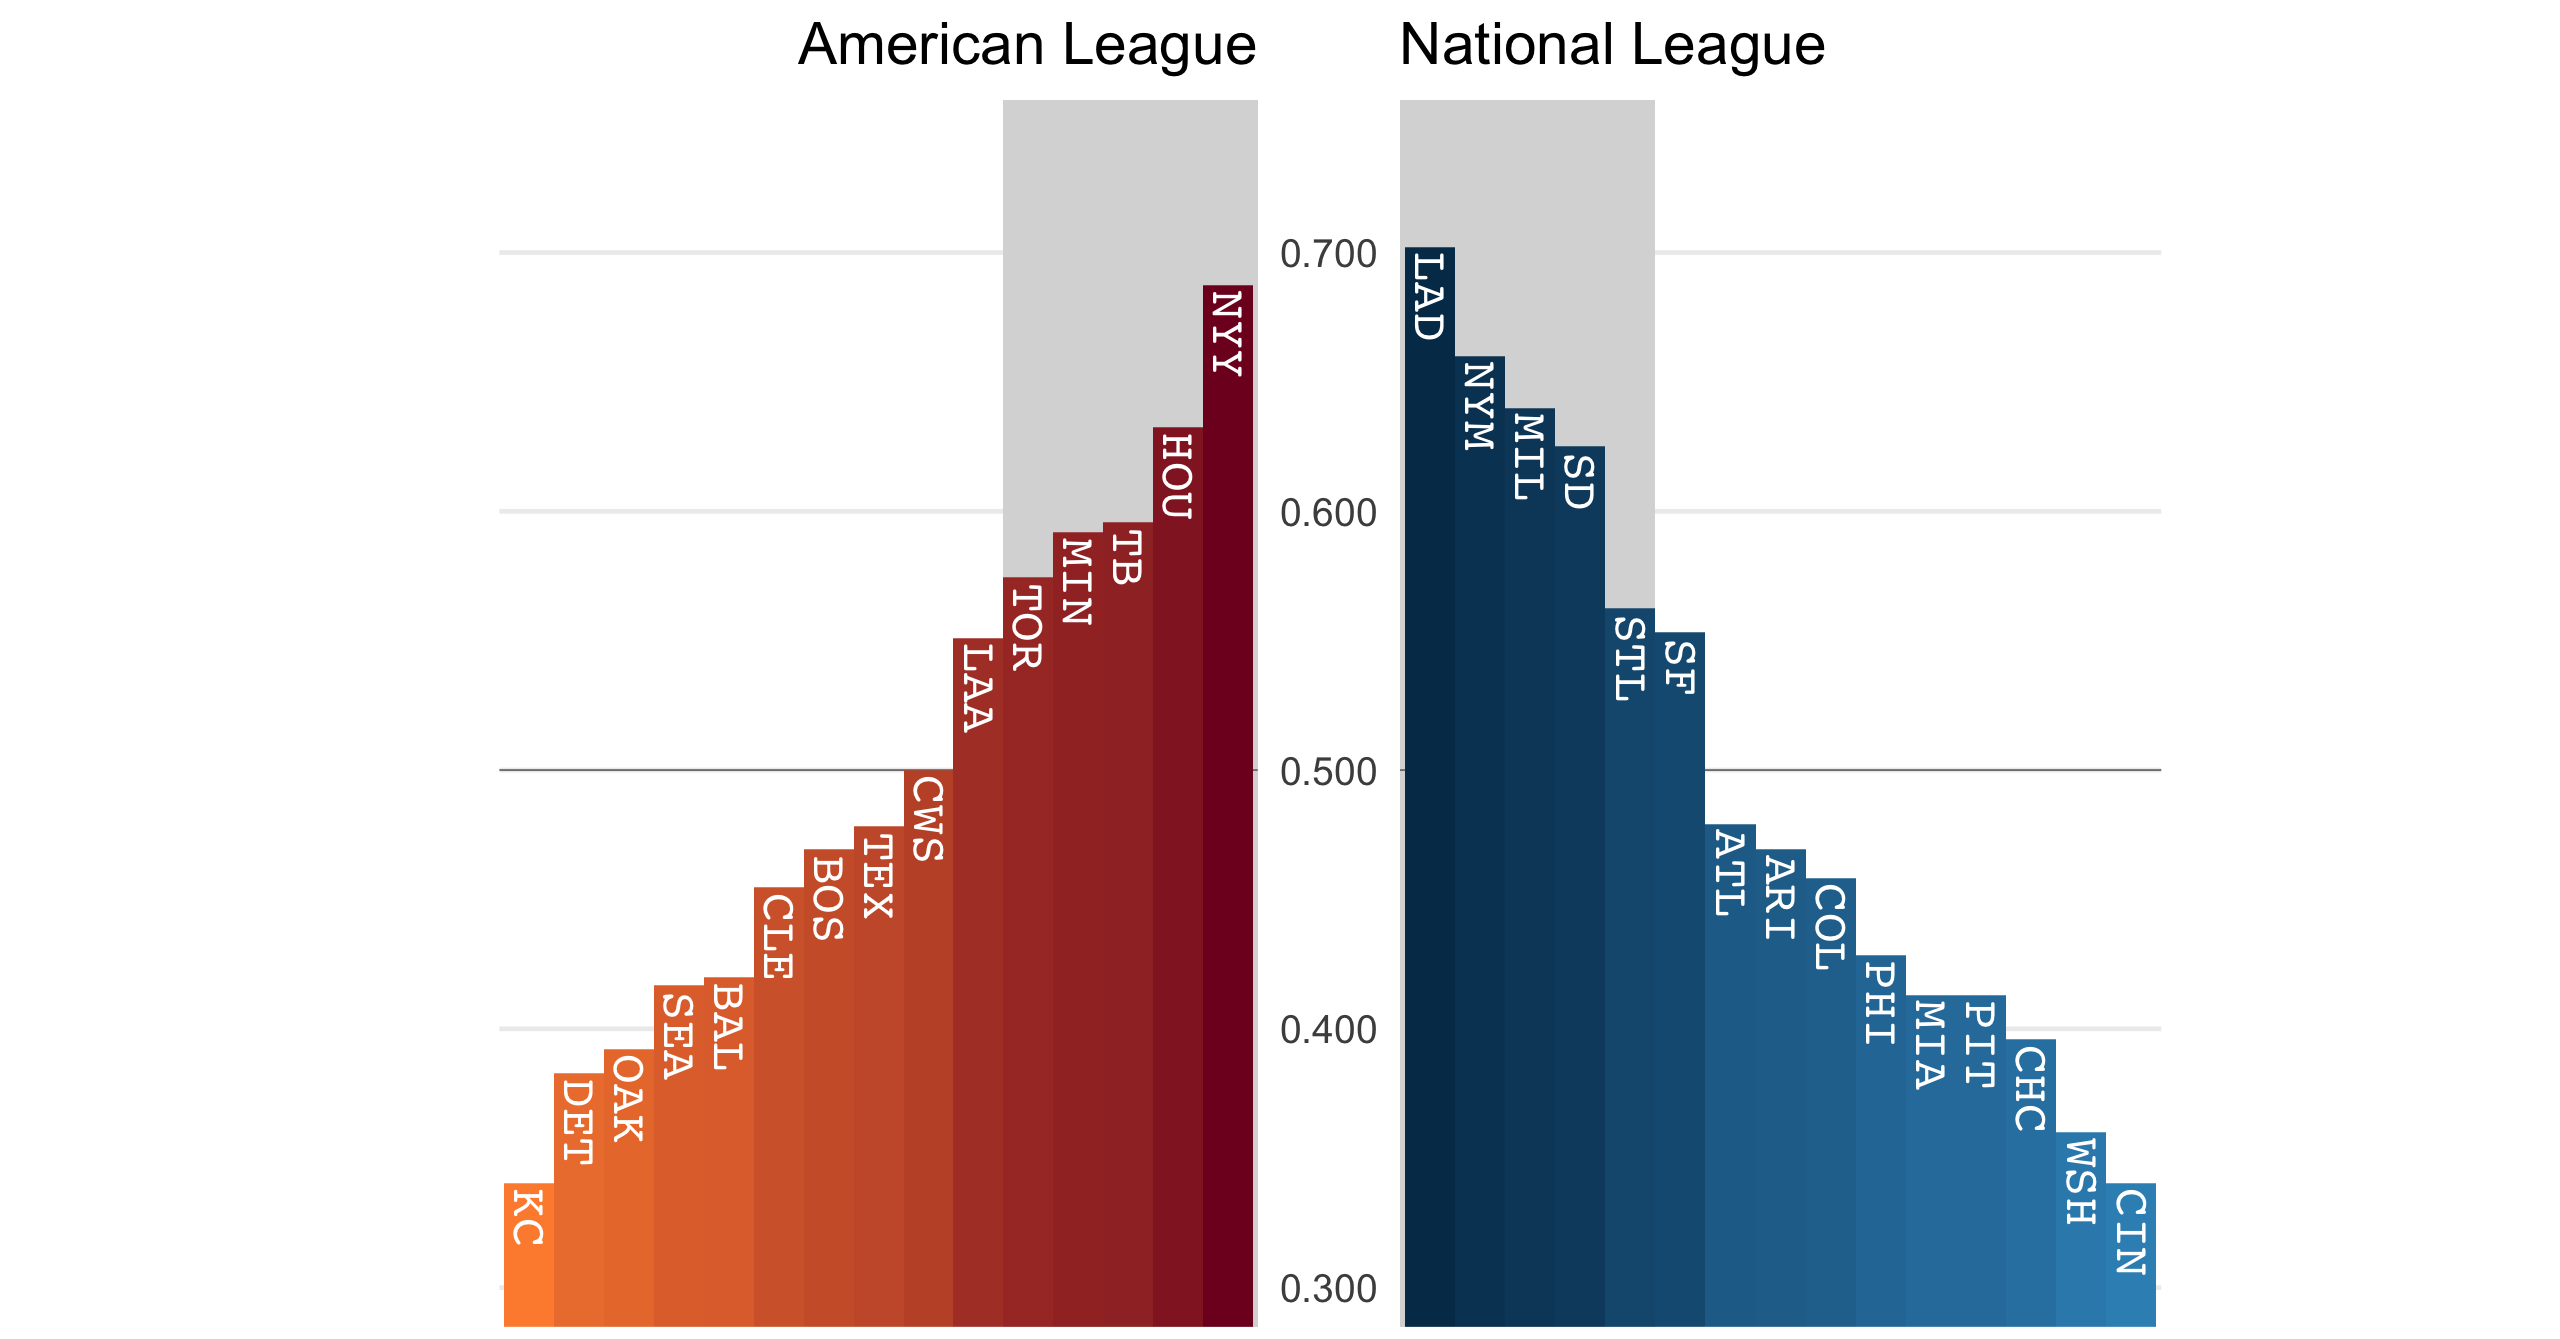 American League
National League
0.700
0.600
0.500
0.400
0.300
KC
DET
OAK
SEA
BAL
CLE
BOS
TEX
CWS
LAA
TOR
MIN
TB
HOU
NYY
LAD
NYM
MIL
SD
STL
SF
ATL
ARI
COL
PHI
MIA
PIT
CHC
WSH
CIN